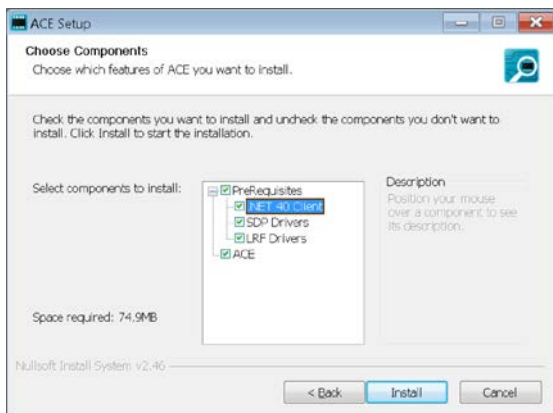 ACE Setup
Choose Components
Choose which features of ACE you want to install.
Check the components you want to install and uncheck the components you don't want to
install. Click Install to start the installation.
Select components to install:
PreRequisites
.NET 40 Client
SDP Drivers
LRF Drivers
ACE
Description
Position your mouse
over a component to see
its description.
Space required: 74.9MB
Nullsoft Install System v2.46
< Back
Install
Cancel